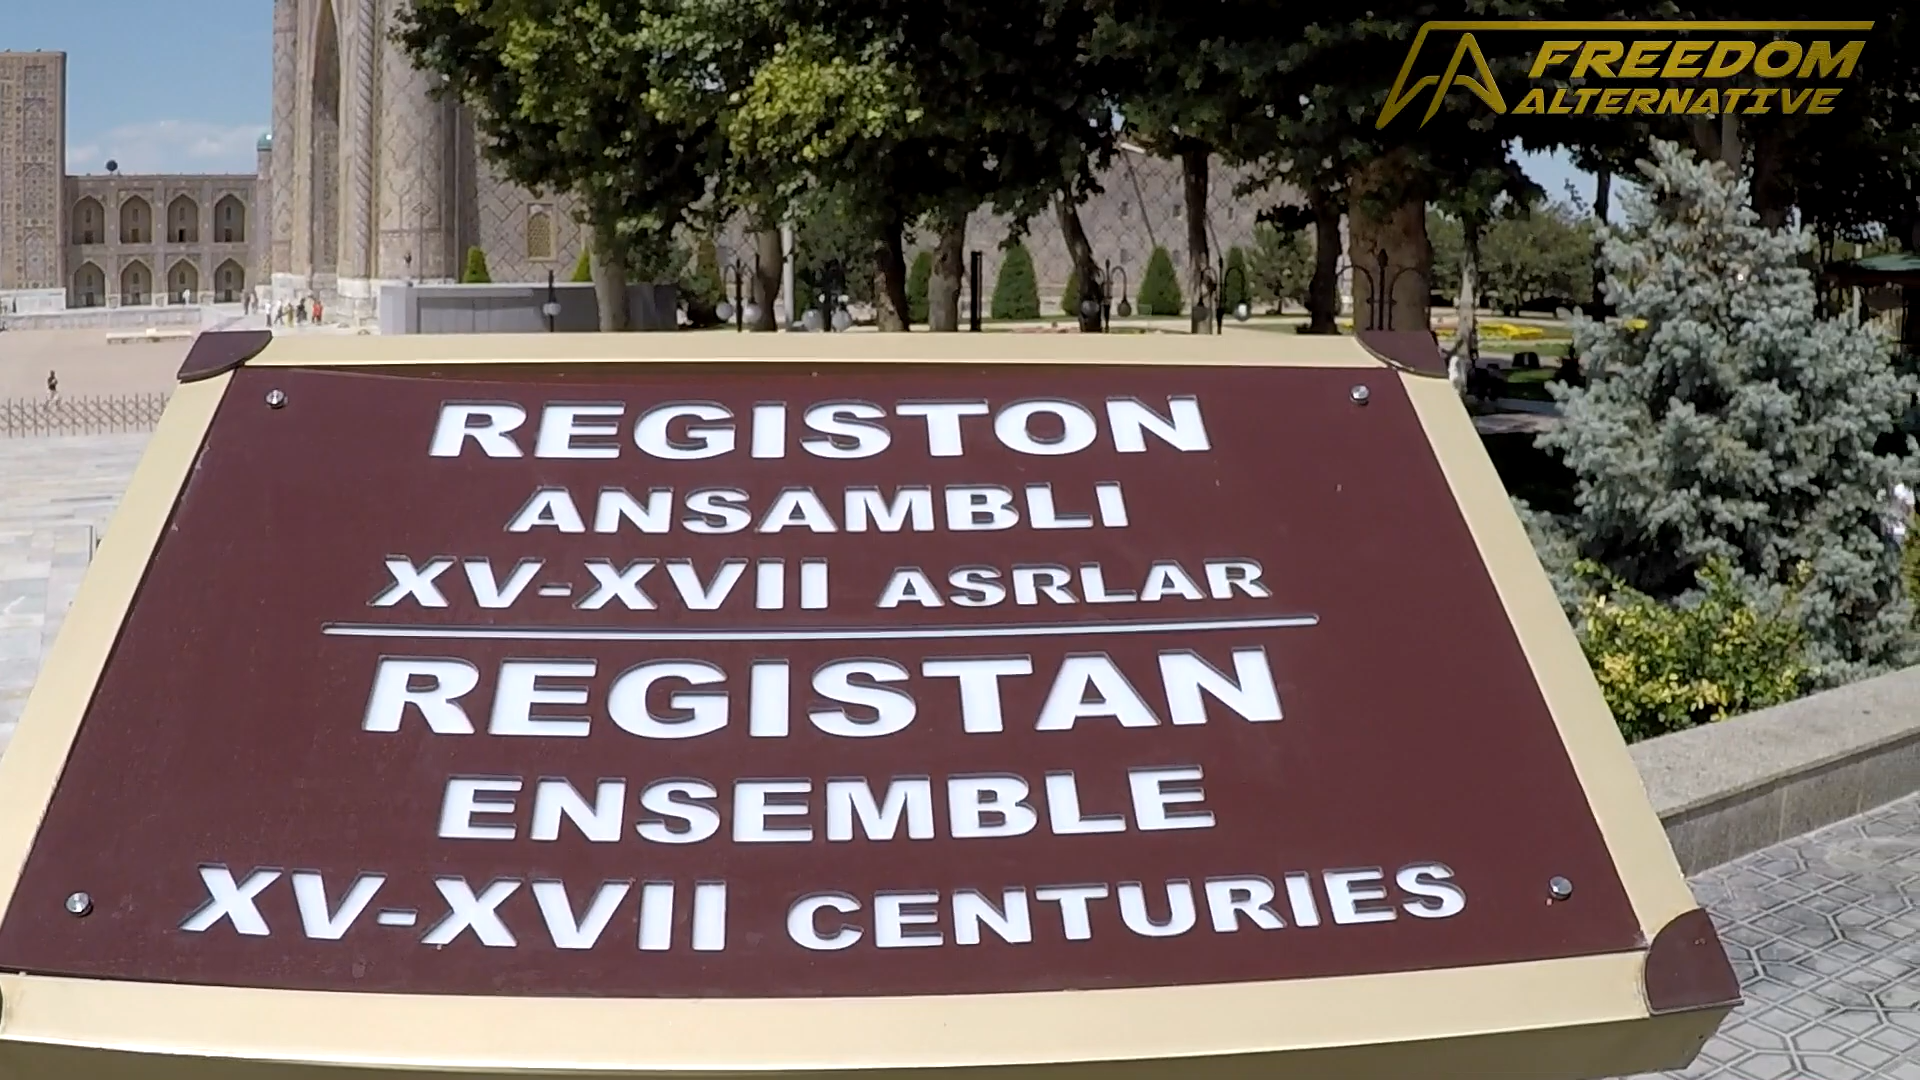 FREEDOM
ALTERNATIVE
REGISTON
ANSAMBLI
XV-XVII ASRLAR
REGISTAN
ENSEMBLE
XV-XVII CENTURIES